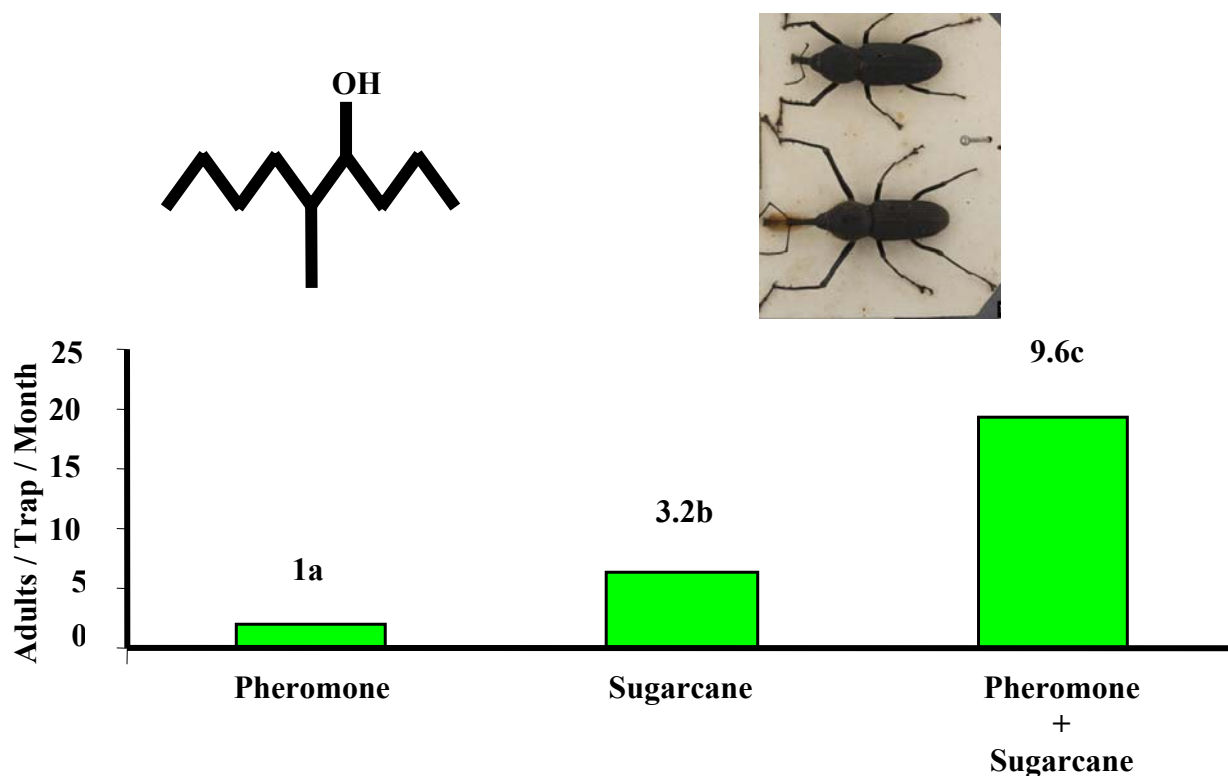 OH
9.6c
3.2b
1a
Adults / Trap / Month
25
20
15
10
5
0
Pheromone
Sugarcane
Pheromone
+
Sugarcane